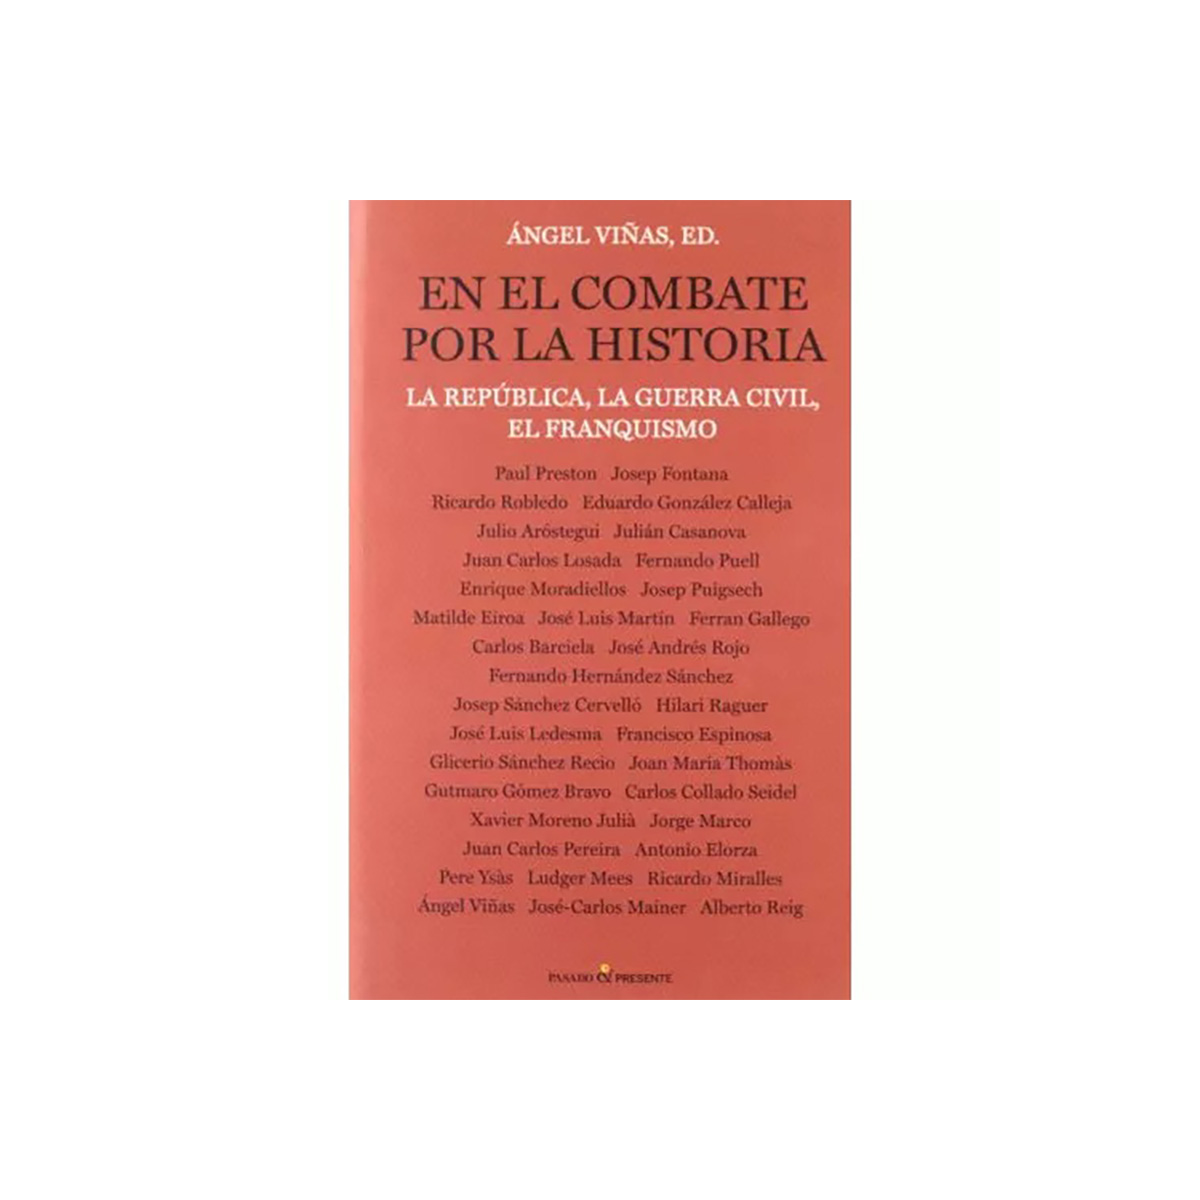 ÁNGEL VIÑAS, ED.
EN EL COMBATE
POR LA HISTORIA
LA REPÚBLICA, LA GUERRA CIVIL,
EL FRANQUISMO
Paul Preston Josep Fontana
Ricardo Robledo Eduardo González Calleja
Julio Aróstegui Julián Casanova
Juan Carlos Losada Fernando Puell
Enrique Moradiellos Josep Puigsech
Matilde Eiroa José Luis Martín Ferran Gallego
Carlos Barciela José Andrés Rojo
Fernando Hernández Sánchez
Josep Sánchez Cervelló Hilari Raguer
José Luis Ledesma Francisco Espinosa
Glicerio Sánchez Recio Joan Maria Thomàs
Gutmaro Gómez Bravo Carlos Collado Seidel
Xavier Moreno Julià Jorge Marco
Juan Carlos Pereira Antonio Elorza
Pere Ysàs Ludger Mees Ricardo Miralles
Ángel Viñas José-Carlos Mainer Alberto Reig
PASADO & PRESENTE